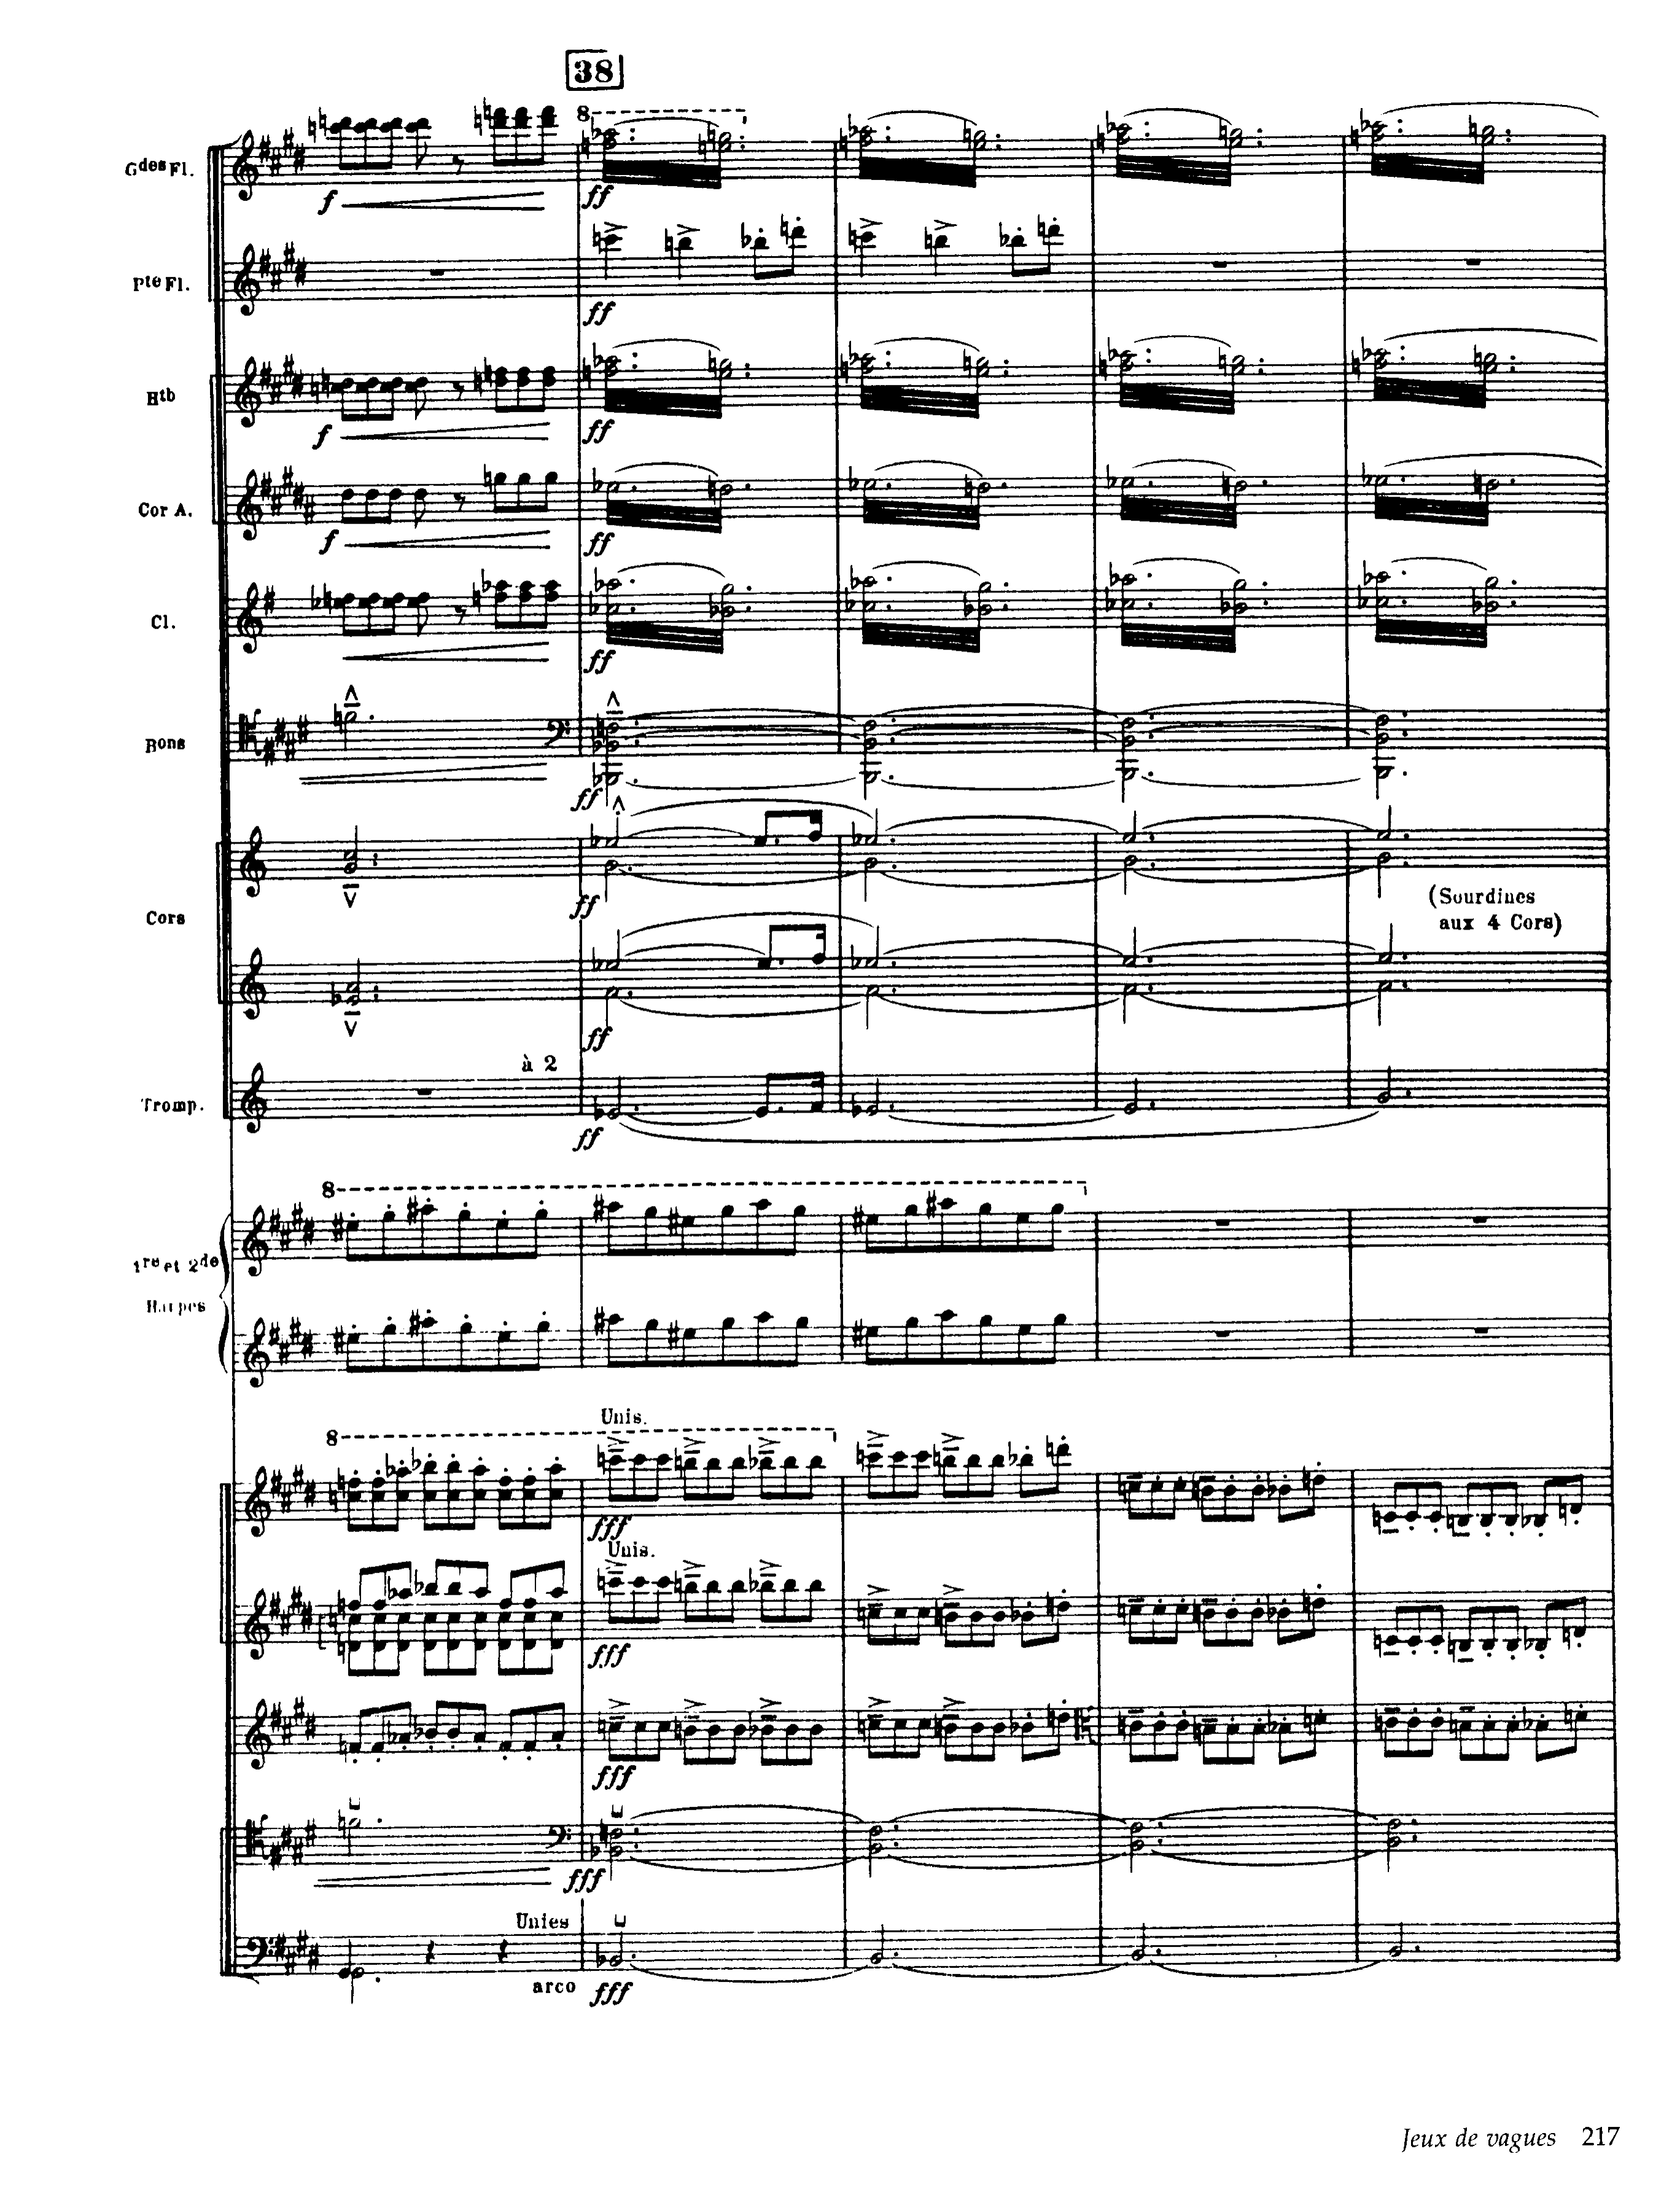 38
Gdes Fl.
f
8
ff
Pte Fl.
ff
Htb
f
ff
Cor A.
f
ff
Cl.
ff
Bons
ff
ff
Cors
(Sourdines
aux 4 Cors)
ff
à 2
Tromp.
ff
8
1re et 2de
Harpes
Unis.
8
fff
Unis.
fff
fff
fff
Unies
arco
fff
Jeux de vagues 217